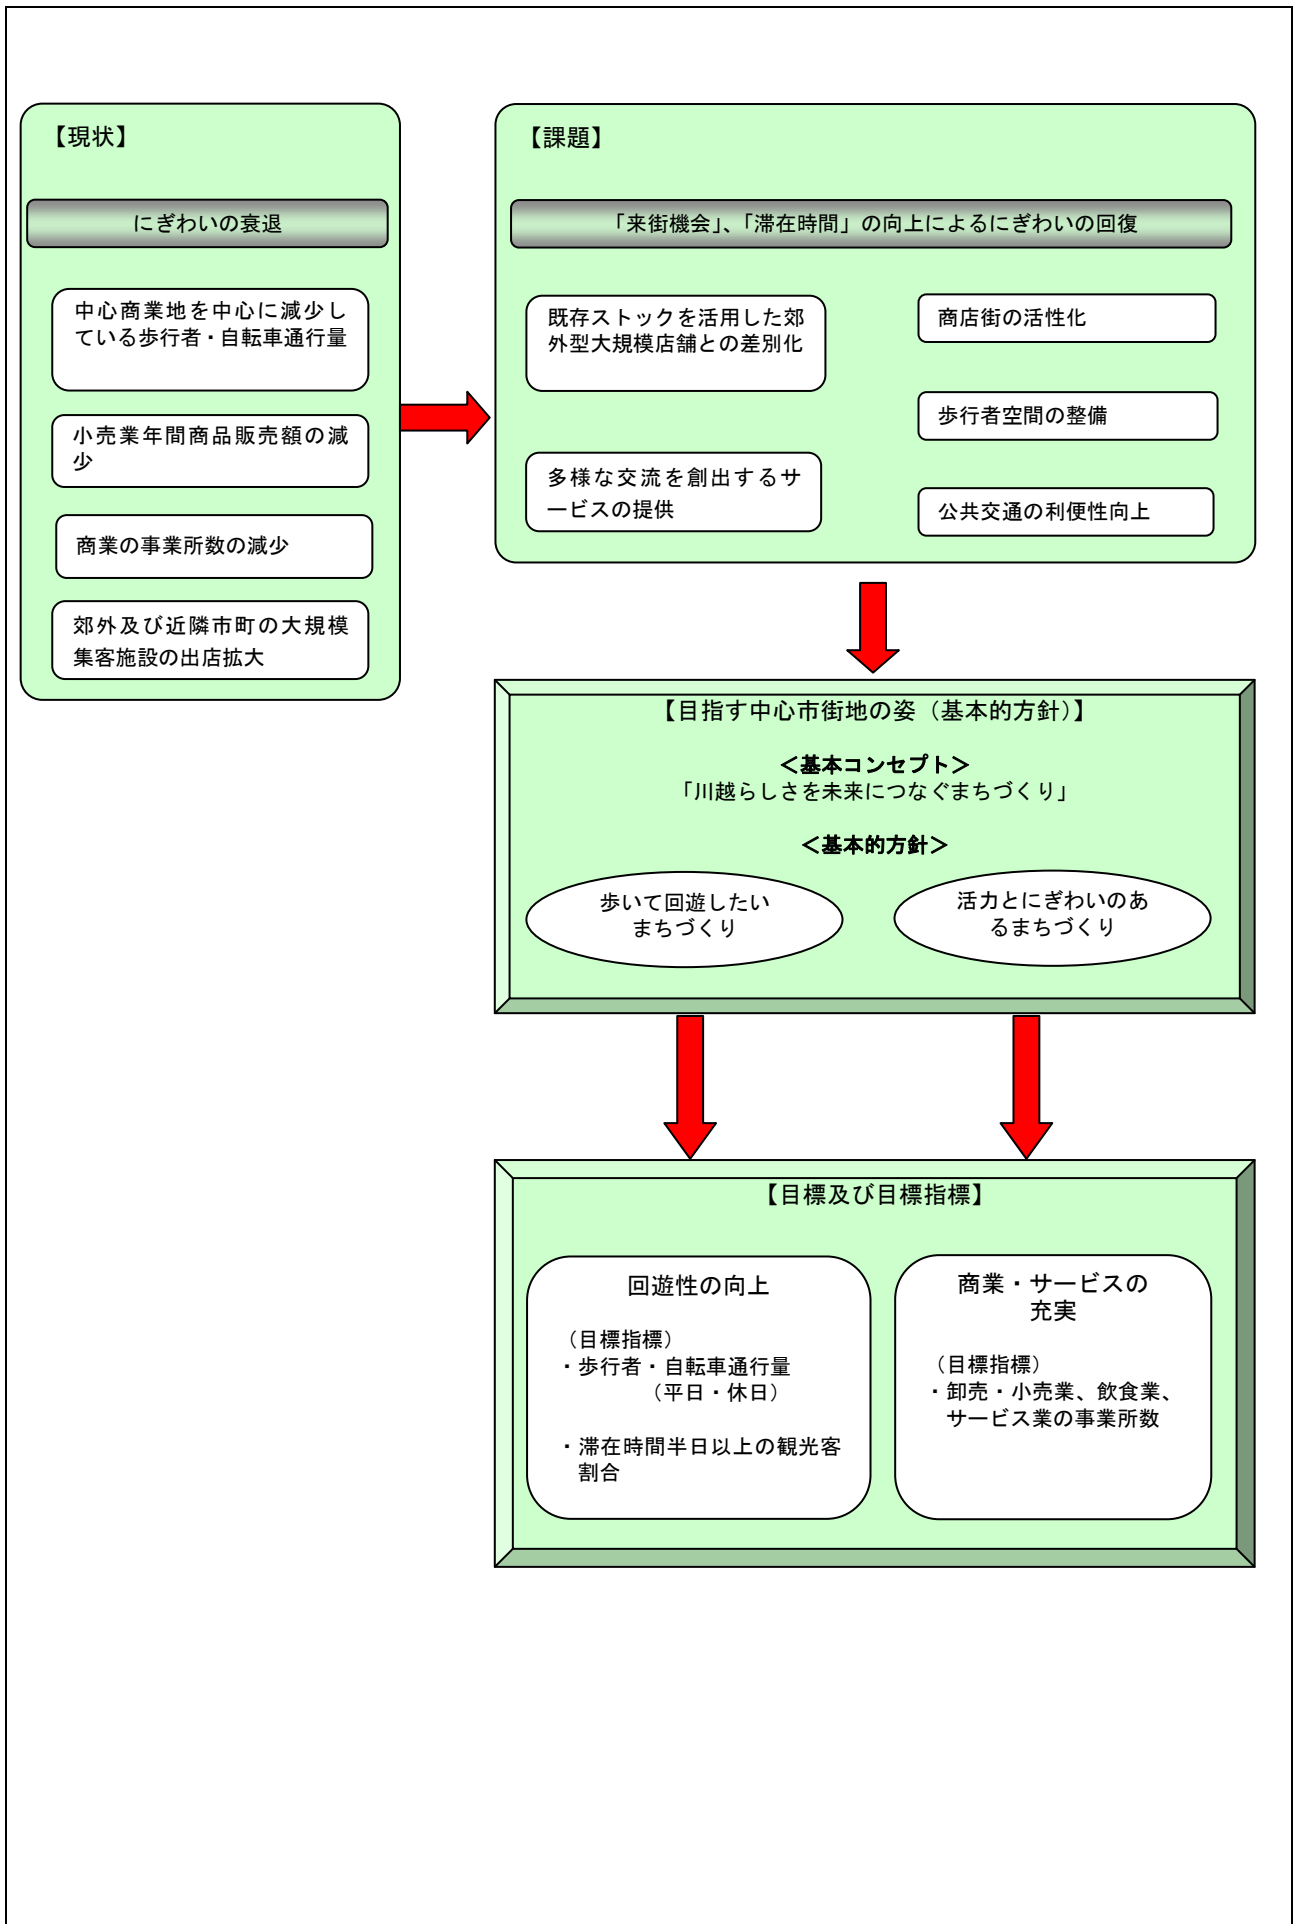 【現状】
にぎわいの衰退
中心商業地を中心に減少し
ている歩行者・自転車通行量
小売業年間商品販売額の減
少
商業の事業所数の減少
郊外及び近隣市町の大規模
集客施設の出店拡大
【課題】
「来街機会」、「滞在時間」の向上によるにぎわいの回復
既存ストックを活用した郊
外型大規模店舗との差別化
多様な交流を創出するサ
ービスの提供
商店街の活性化
歩行者空間の整備
公共交通の利便性向上
【目指す中心市街地の姿（基本的方針）】
＜基本コンセプト＞
「川越らしさを未来につなぐまちづくり」
＜基本的方針＞
歩いて回遊したい
まちづくり
活力とにぎわいのあ
るまちづくり
【目標及び目標指標】
回遊性の向上
（目標指標）
・歩行者・自転車通行量
（平日・休日）
・滞在時間半日以上の観光客
割合
商業・サービスの
充実
（目標指標）
・卸売・小売業、飲食業、
サービス業の事業所数